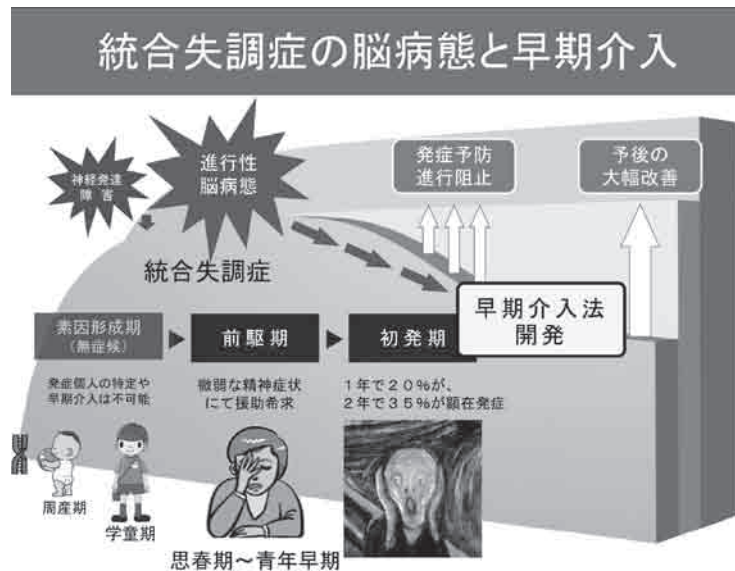 統合失調症の脳病態と早期介入
神経発達
障害
進行性
脳病態
発症予防
進行阻止
予後の
大幅改善
統合失調症
早期介入法
開発
素因形成期
(無症候)
前駆期
初発期
発症個人の特定や
早期介入は不可能
微弱な精神症状
にて援助希求
1年で20%が、
2年で35%が顕在発症
周産期
学童期
思春期～青年早期